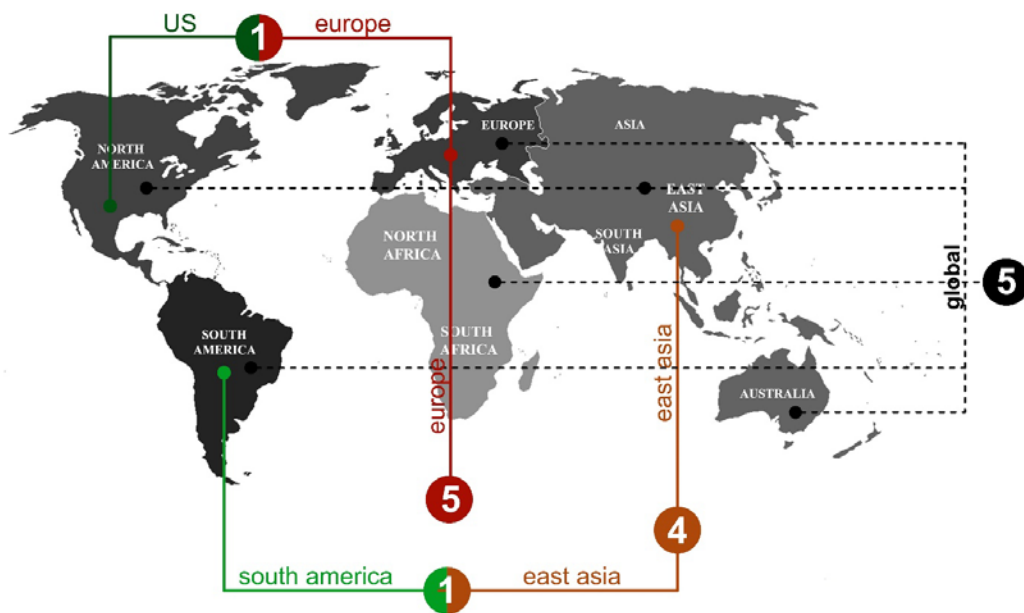 US
1
europe
EUROPE
ASIA
NORTH
AMERICA
EAST
ASIA
SOUTH
ASIA
NORTH
AFRICA
global
5
SOUTH
AMERICA
SOUTH
AFRICA
east asia
europe
AUSTRALIA
5
4
south america
1
east asia